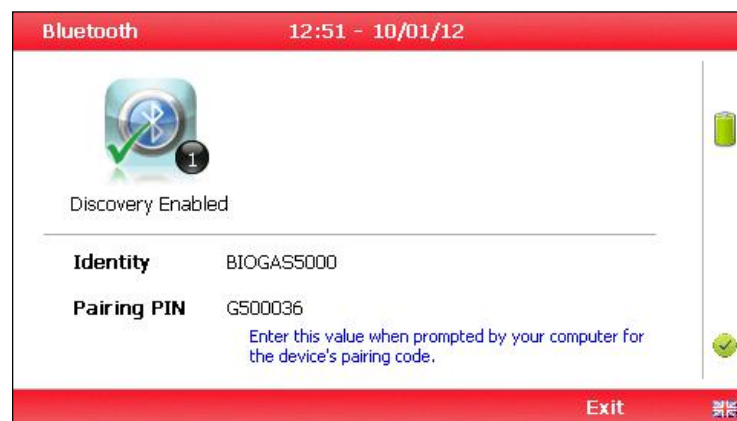 Bluetooth 12:51 - 10/01/12
1
Discovery Enabled
Identity BIOGAS5000
Pairing PIN G500036
Enter this value when prompted by your computer for
the device's pairing code.
Exit